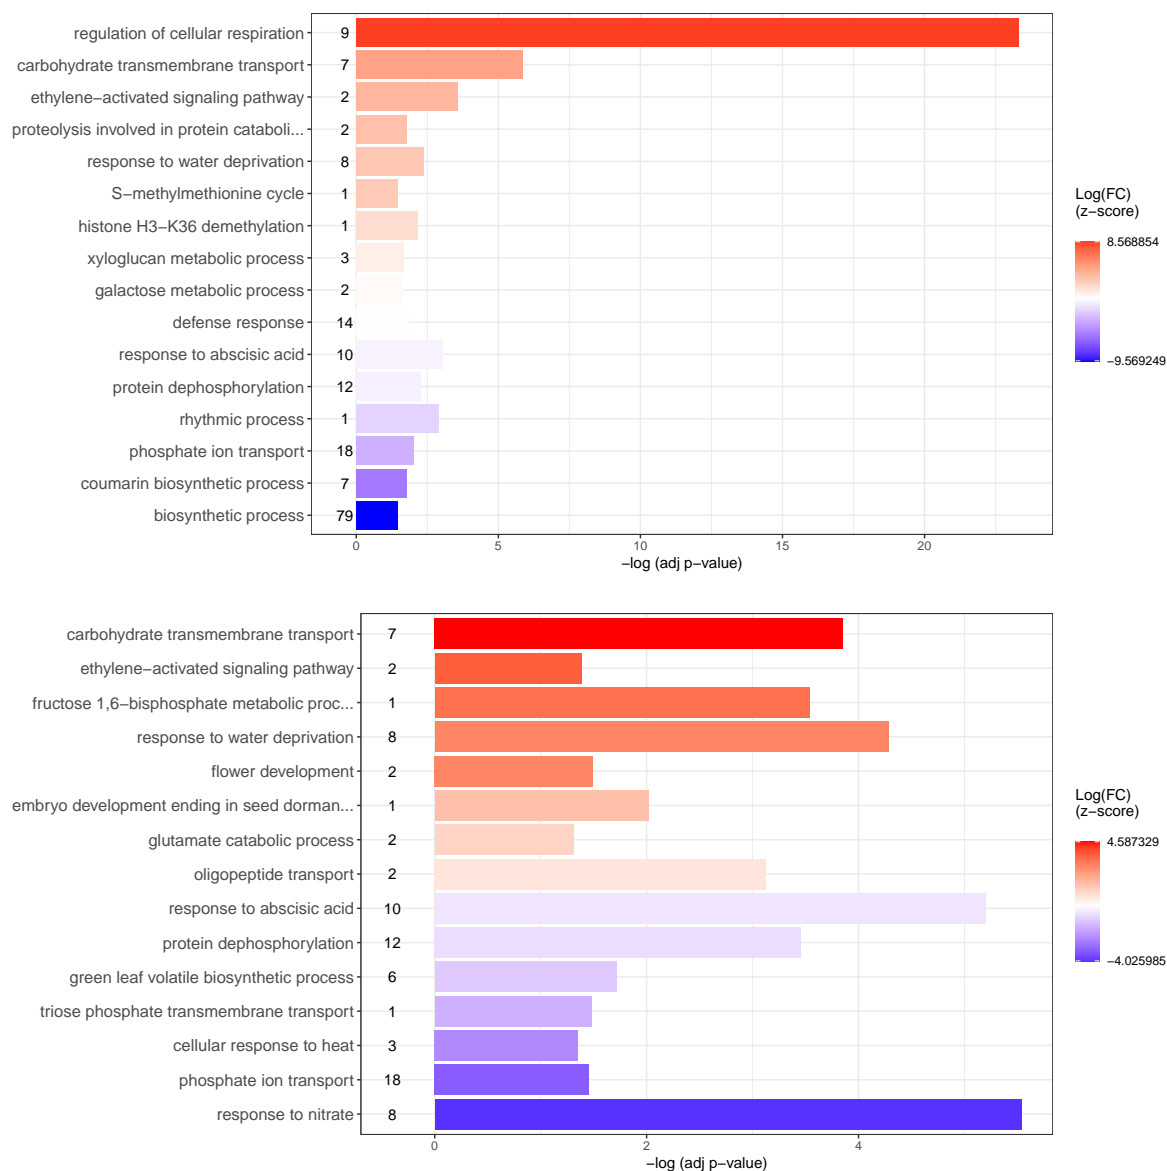 regulation of cellular respiration 9
carbohydrate transmembrane transport 7
ethylene−activated signaling pathway 2
proteolysis involved in protein cataboli... 2
response to water deprivation 8
S−methylmethionine cycle 1
histone H3−K36 demethylation 1
xyloglucan metabolic process 3
galactose metabolic process 2
defense response 14
response to abscisic acid 10
protein dephosphorylation 12
rhythmic process 1
phosphate ion transport 18
coumarin biosynthetic process 7
biosynthetic process 79
0 5 10 15 20
−log (adj p−value)
Log(FC)
(z−score)
8.568854
−9.569249
carbohydrate transmembrane transport 7
ethylene−activated signaling pathway 2
fructose 1,6−bisphosphate metabolic proc... 1
response to water deprivation 8
flower development 2
embryo development ending in seed dorman... 1
glutamate catabolic process 2
oligopeptide transport 2
response to abscisic acid 10
protein dephosphorylation 12
green leaf volatile biosynthetic process 6
triose phosphate transmembrane transport 1
cellular response to heat 3
phosphate ion transport 18
response to nitrate 8
0 2 4
−log (adj p−value)
Log(FC)
(z−score)
4.587329
−4.025985